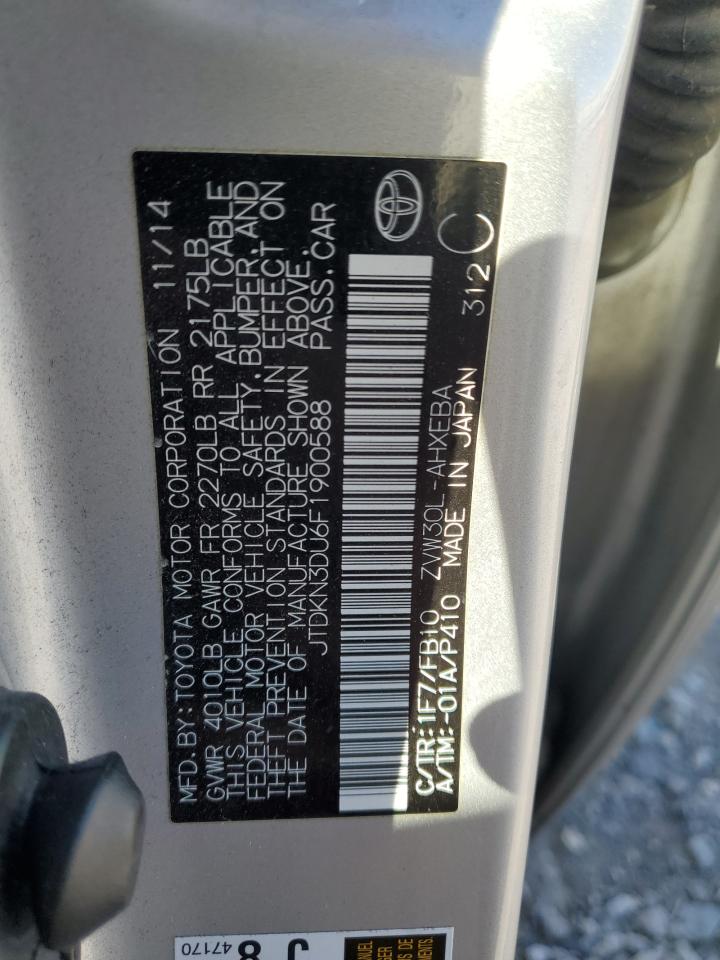 MFD. BY: TOYOTA MOTOR CORPORATION 11/14
GVWR 4010LB GAWR FR 2270LB RR 2175LB
THIS VEHICLE CONFORMS TO ALL APPLICABLE
FEDERAL MOTOR VEHICLE SAFETY, BUMPER, AND
THEFT PREVENTION STANDARDS IN EFFECT ON
THE DATE OF MANUFACTURE SHOWN ABOVE.
JTDKN3DU6F1900588 PASS. CAR
C/TR: 1F7/FB10 ZVW30L-AHXEBA
A/TM: -01A/P410 MADE IN JAPAN 312 C
47170
8
J